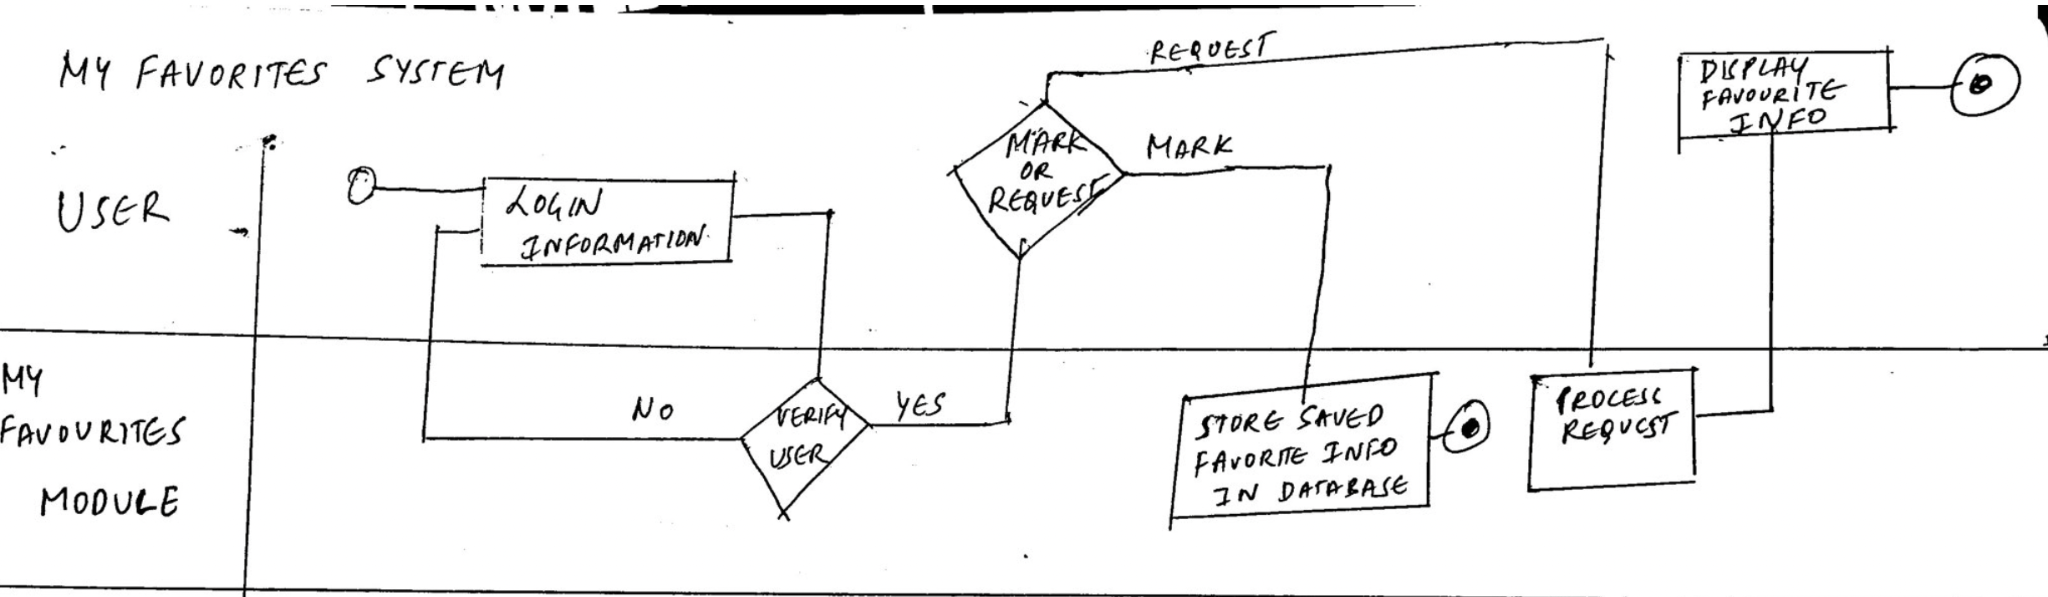 MY FAVORITES SYSTEM
USER
LOGIN
INFORMATION
REQUEST
MARK
OR
REQUEST
MARK
DISPLAY
FAVOURITE
INFO
MY
FAVOURITES
MODULE
NO
VERIFY
USER
YES
STORE SAVED
FAVORITE INFO
IN DATABASE
PROCESS
REQUEST